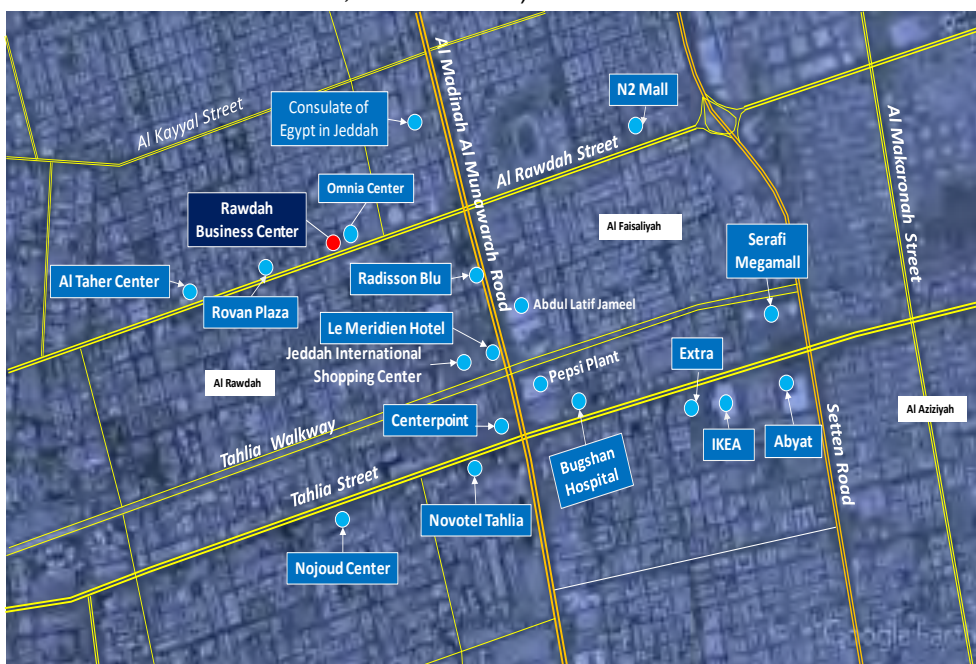 Al Kayyal Street
Consulate of
Egypt in Jeddah
Al Madinah Al Munawarah Road
N2 Mall
Al Rawdah Street
Al Makaronah Street
Omnia Center
Rawdah
Business Center
Al Faisaliyah
Serafi
Megamall
Al Taher Center
Rovan Plaza
Radisson Blu
Abdul Latif Jameel
Le Meridien Hotel
Jeddah International
Shopping Center
Pepsi Plant
Extra
Al Rawdah
Al Aziziyah
Centerpoint
Tahlia Walkway
IKEA
Abyat
Bugshan
Hospital
Setten Road
Tahlia Street
Novotel Tahlia
Nojoud Center